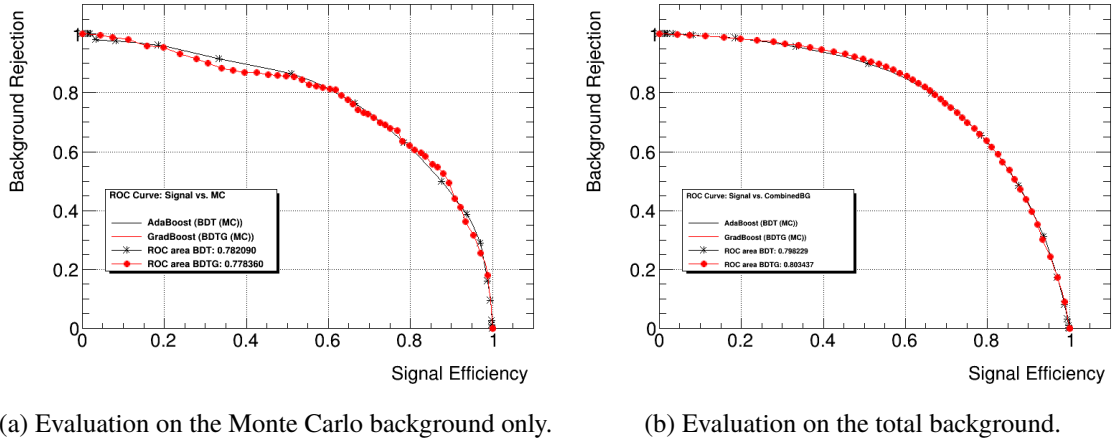 1
0.8
0.6
0.4
0.2
0
Background Rejection
ROC Curve: Signal vs. MC
AdaBoost (BDT (MC))
GradBoost (BDTG (MC))
ROC area BDT: 0.782090
ROC area BDTG: 0.778360
0 0.2 0.4 0.6 0.8 1
Signal Efficiency
(a) Evaluation on the Monte Carlo background only.
1
0.8
0.6
0.4
0.2
0
Background Rejection
ROC Curve: Signal vs. CombinedBG
AdaBoost (BDT (MC))
GradBoost (BDTG (MC))
ROC area BDT: 0.798229
ROC area BDTG: 0.803437
0 0.2 0.4 0.6 0.8 1
Signal Efficiency
(b) Evaluation on the total background.